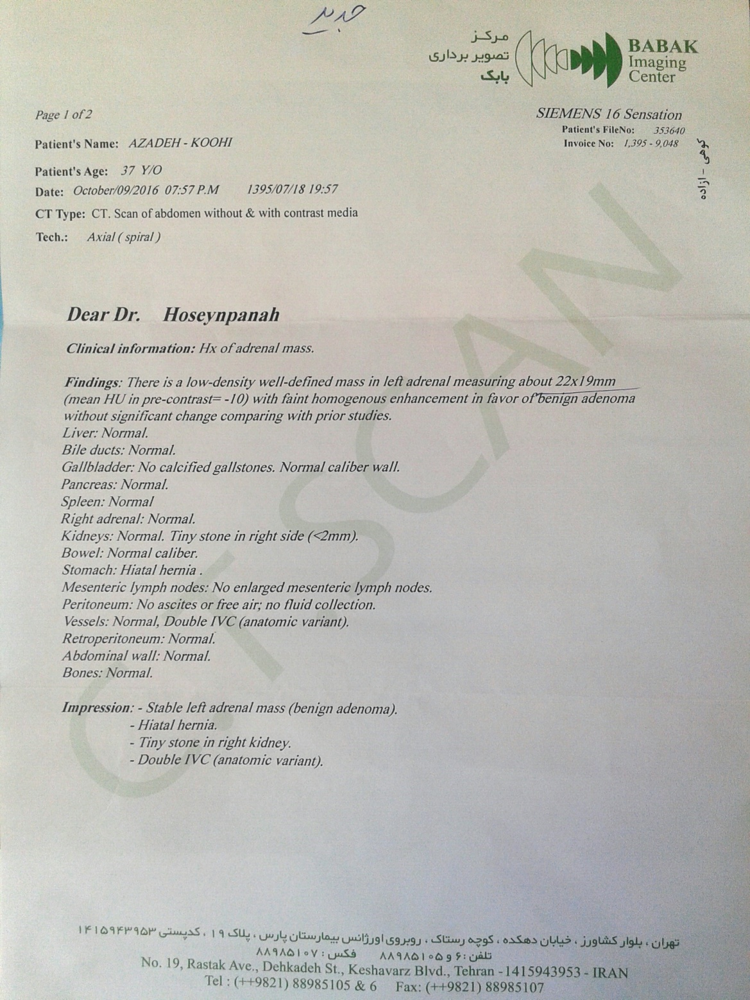 جدید
مرکز
تصویر برداری
بابک
BABAK
Imaging
Center
Page 1 of 2
SIEMENS 16 Sensation
Patient's FileNo: 353640
Invoice No: 1,395 - 9,048
کوهی - ازاده
Patient's Name: AZADEH - KOOHI
Patient's Age: 37 Y/O
Date: October/09/2016 07:57 P.M 1395/07/18 19:57
CT Type: CT. Scan of abdomen without & with contrast media
Tech.: Axial ( spiral )
Dear Dr. Hoseynpanah
Clinical information: Hx of adrenal mass.
Findings: There is a low-density well-defined mass in left adrenal measuring about 22x19mm
(mean HU in pre-contrast= -10) with faint homogenous enhancement in favor of benign adenoma
without significant change comparing with prior studies.
Liver: Normal.
Bile ducts: Normal.
Gallbladder: No calcified gallstones. Normal caliber wall.
Pancreas: Normal.
Spleen: Normal
Right adrenal: Normal.
Kidneys: Normal. Tiny stone in right side (<2mm).
Bowel: Normal caliber.
Stomach: Hiatal hernia .
Mesenteric lymph nodes: No enlarged mesenteric lymph nodes.
Peritoneum: No ascites or free air; no fluid collection.
Vessels: Normal, Double IVC (anatomic variant).
Retroperitoneum: Normal.
Abdominal wall: Normal.
Bones: Normal.
Impression: - Stable left adrenal mass (benign adenoma).
- Hiatal hernia.
- Tiny stone in right kidney.
- Double IVC (anatomic variant).
CT SCAN
تهران ، بلوار کشاورز ، خیابان دهکده ، کوچه رستاک ، روبروی اورژانس بیمارستان پارس ، پلاک ۱۹ ، کدپستی ۱۴۱۵۹۴۳۹۵۳
تلفن : ۶ و ۸۸۹۸۵۱۰۵ فکس : ۸۸۹۸۵۱۰۷
No. 19, Rastak Ave., Dehkadeh St., Keshavarz Blvd., Tehran -1415943953 - IRAN
Tel : (++9821) 88985105 & 6 Fax: (++9821) 88985107